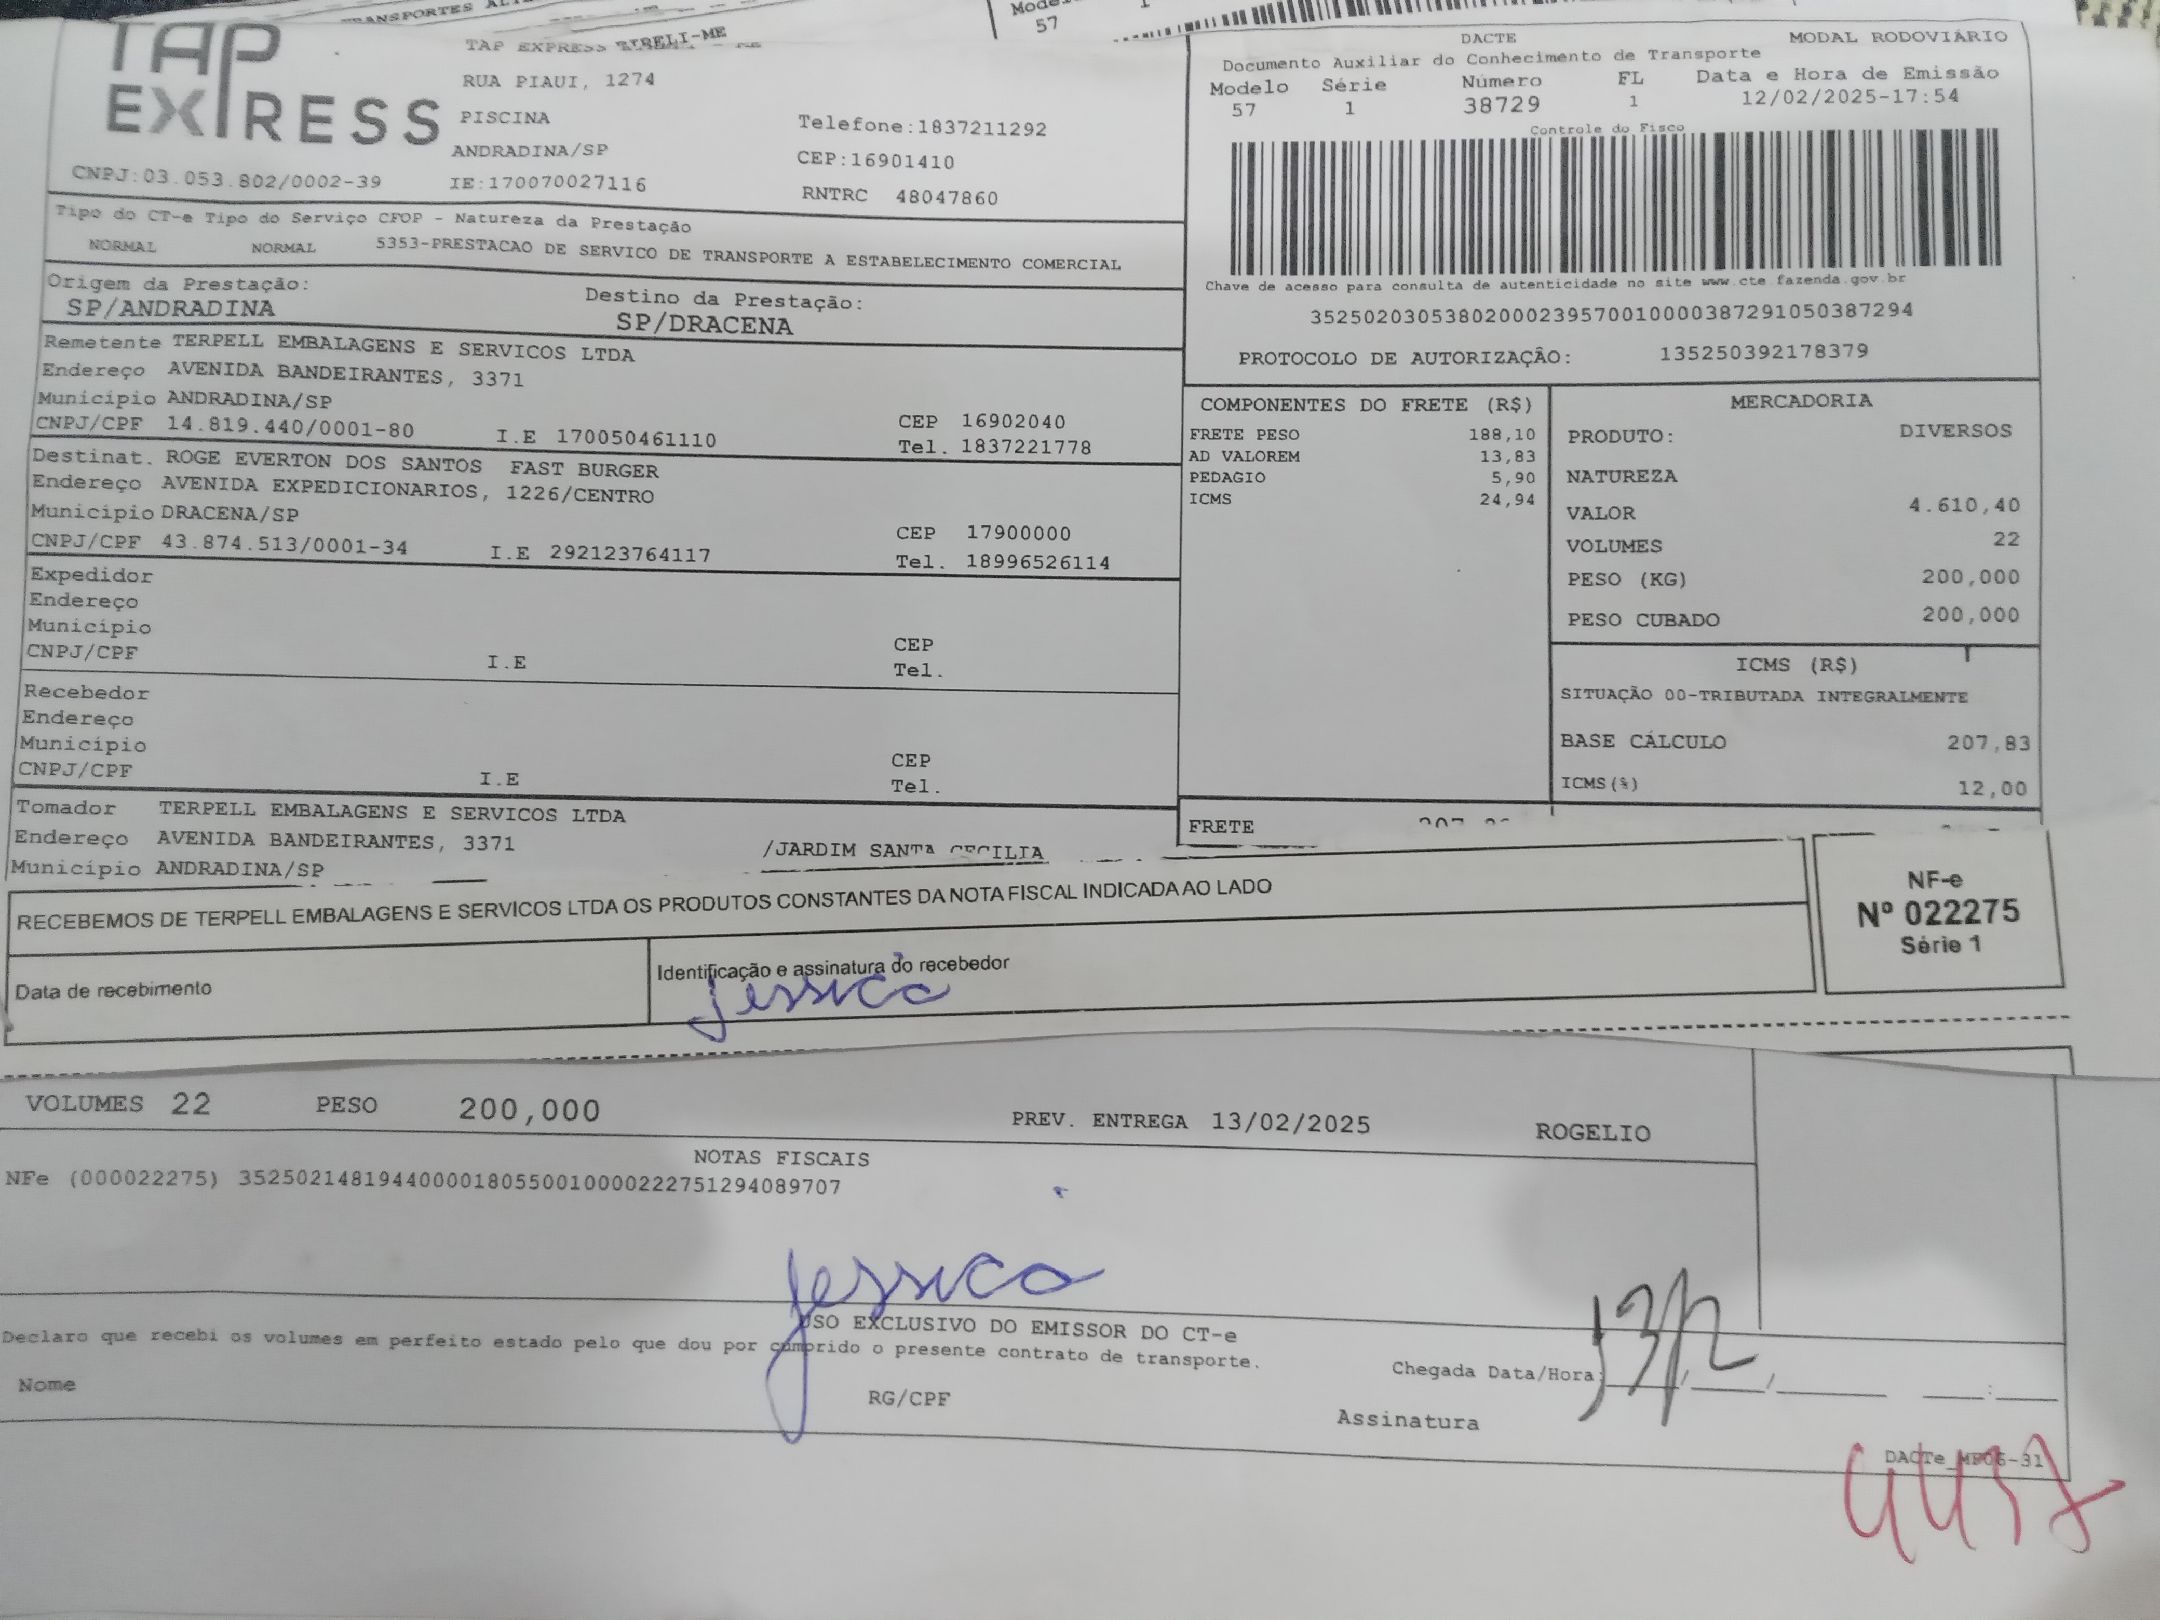 TRANSPORTES
Modelo
57
TAP
EXPRESS
CNPJ:03.053.802/0002-39
TAP EXPRESS EIRELI-ME
RUA PIAUI, 1274
PISCINA
ANDRADINA/SP
IE:170070027116
Telefone:1837211292
CEP:16901410
RNTRC 48047860
DACTE MODAL RODOVIÁRIO
Documento Auxiliar do Conhecimento de Transporte
Modelo Série Número FL Data e Hora de Emissão
57 1 38729 1 12/02/2025-17:54
Controle do Fisco
Chave de acesso para consulta de autenticidade no site www.cte.fazenda.gov.br
35250203053802000239570010000387291050387294
PROTOCOLO DE AUTORIZAÇÃO: 135250392178379
Tipo do CT-e Tipo do Serviço CFOP - Natureza da Prestação
NORMAL NORMAL 5353-PRESTACAO DE SERVICO DE TRANSPORTE A ESTABELECIMENTO COMERCIAL
Origem da Prestação: Destino da Prestação:
SP/ANDRADINA SP/DRACENA
Remetente TERPELL EMBALAGENS E SERVICOS LTDA
Endereço AVENIDA BANDEIRANTES, 3371
Município ANDRADINA/SP CEP 16902040
CNPJ/CPF 14.819.440/0001-80 I.E 170050461110 Tel. 1837221778
Destinat. ROGE EVERTON DOS SANTOS FAST BURGER
Endereço AVENIDA EXPEDICIONARIOS, 1226/CENTRO
Município DRACENA/SP CEP 17900000
CNPJ/CPF 43.874.513/0001-34 I.E 292123764117 Tel. 18996526114
Expedidor
Endereço
Município CEP
CNPJ/CPF I.E Tel.
Recebedor
Endereço
Município CEP
CNPJ/CPF I.E Tel.
Tomador TERPELL EMBALAGENS E SERVICOS LTDA
Endereço AVENIDA BANDEIRANTES, 3371 /JARDIM SANTA CECILIA
Município ANDRADINA/SP
COMPONENTES DO FRETE (R$)
FRETE PESO 188,10
AD VALOREM 13,83
PEDAGIO 5,90
ICMS 24,94
FRETE
MERCADORIA
PRODUTO: DIVERSOS
NATUREZA
VALOR 4.610,40
VOLUMES 22
PESO (KG) 200,000
PESO CUBADO 200,000
ICMS (R$)
SITUAÇÃO 00-TRIBUTADA INTEGRALMENTE
BASE CÁLCULO 207,83
ICMS(%) 12,00
RECEBEMOS DE TERPELL EMBALAGENS E SERVICOS LTDA OS PRODUTOS CONSTANTES DA NOTA FISCAL INDICADA AO LADO
NF-e
Nº 022275
Série 1
Data de recebimento
Identificação e assinatura do recebedor
Jessica
VOLUMES 22 PESO 200,000 PREV. ENTREGA 13/02/2025 ROGELIO
NOTAS FISCAIS
NFe (000022275) 35250214819440000180550010000222751294089707
Jessica
USO EXCLUSIVO DO EMISSOR DO CT-e
Declaro que recebi os volumes em perfeito estado pelo que dou por cumprido o presente contrato de transporte.
Chegada Data/Hora: 13/2
Nome RG/CPF Assinatura
DACTe_MP06-31